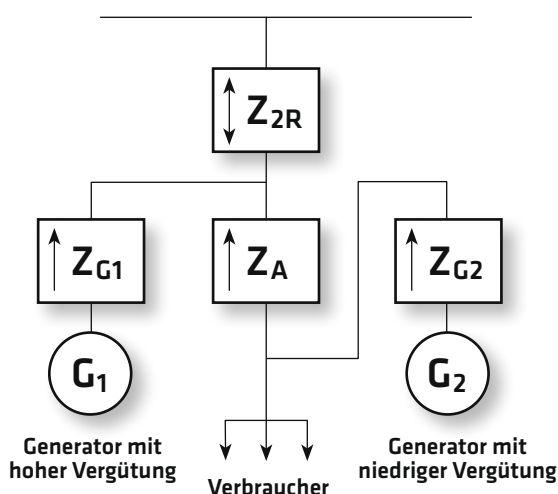 Z2R
ZG1
ZA
ZG2
G1
G2
Generator mit
hoher Vergütung
Verbraucher
Generator mit
niedriger Vergütung